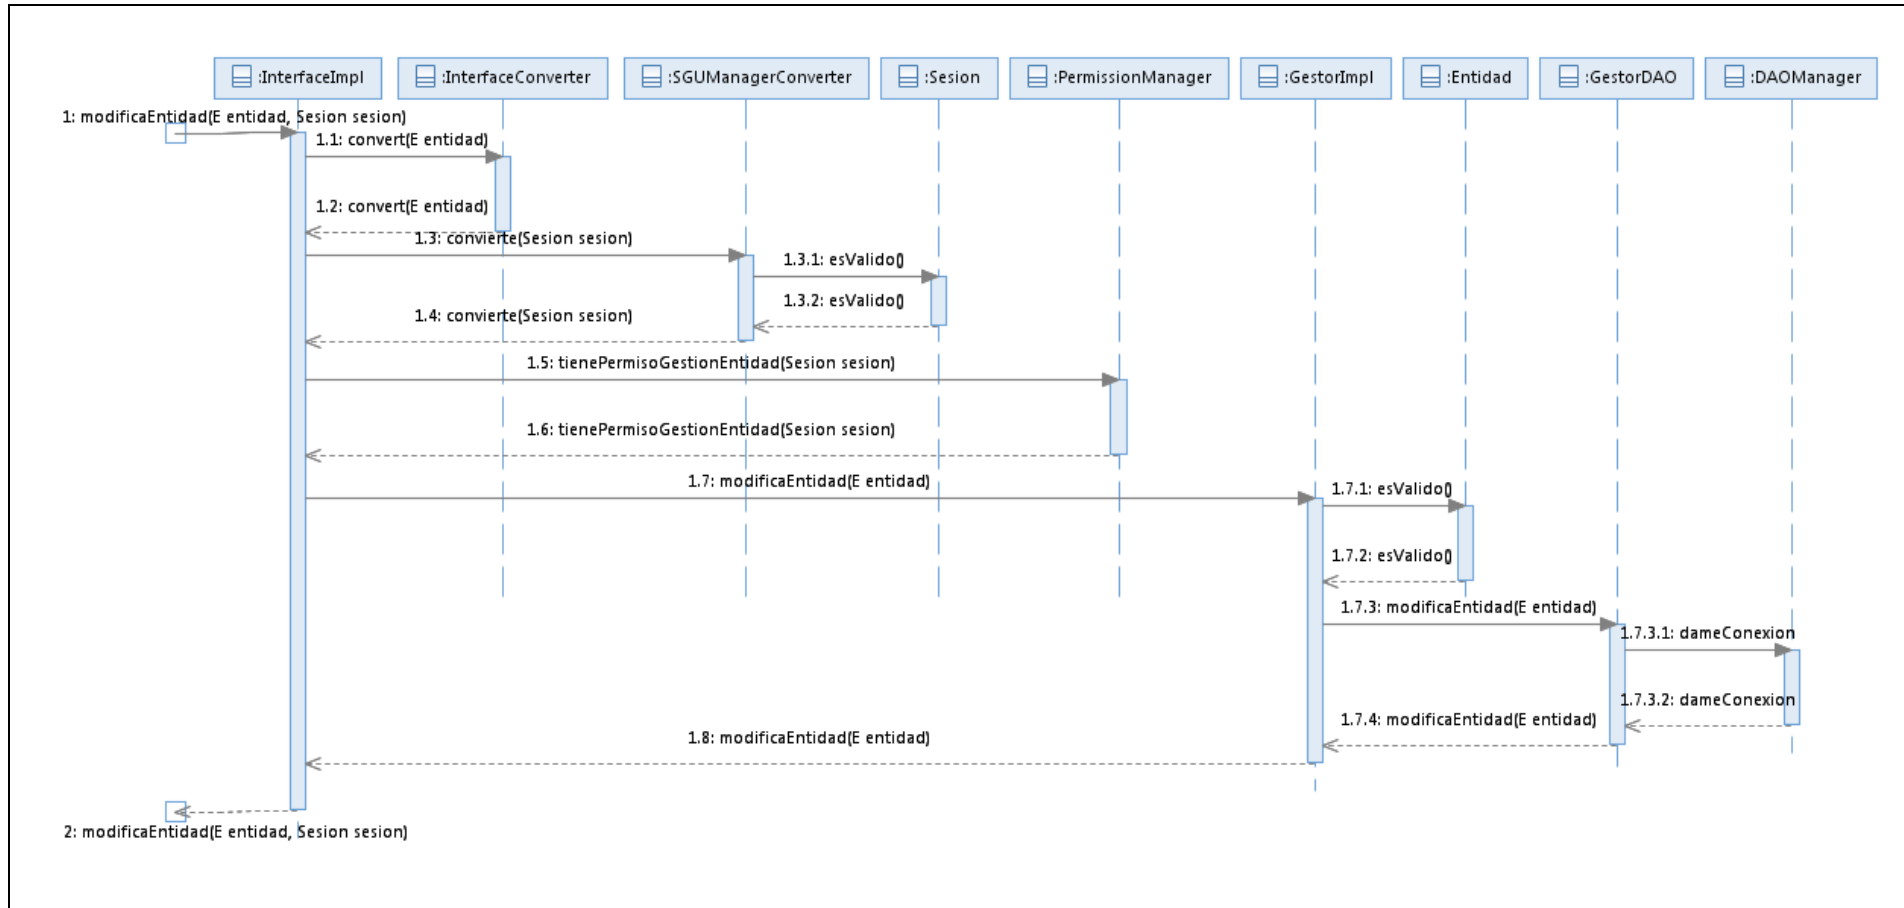 :InterfaceImpl
:InterfaceConverter
:SGUManagerConverter
:Sesion
:PermissionManager
:GestorImpl
:Entidad
:GestorDAO
:DAOManager
1: modificaEntidad(E entidad, Sesion sesion)
1.1: convert(E entidad)
1.2: convert(E entidad)
1.3: convierte(Sesion sesion)
1.3.1: esValido()
1.3.2: esValido()
1.4: convierte(Sesion sesion)
1.5: tienePermisoGestionEntidad(Sesion sesion)
1.6: tienePermisoGestionEntidad(Sesion sesion)
1.7: modificaEntidad(E entidad)
1.7.1: esValido()
1.7.2: esValido()
1.7.3: modificaEntidad(E entidad)
1.7.3.1: dameConexion
1.7.3.2: dameConexion
1.7.4: modificaEntidad(E entidad)
1.8: modificaEntidad(E entidad)
2: modificaEntidad(E entidad, Sesion sesion)